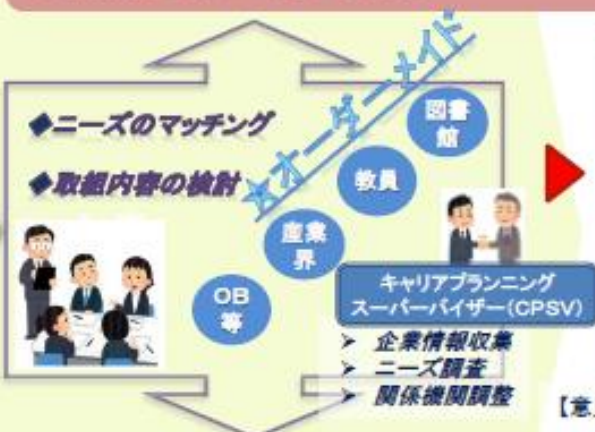 ◆ニーズのマッチング
◆取組内容の検討
☆オーダーメイド
図書
館
教員
産業
界
OB
等
キャリアプランニング
スーパーバイザー(CPSV)
➢ 企業情報収集
➢ ニーズ調査
➢ 関係機関調整
【意